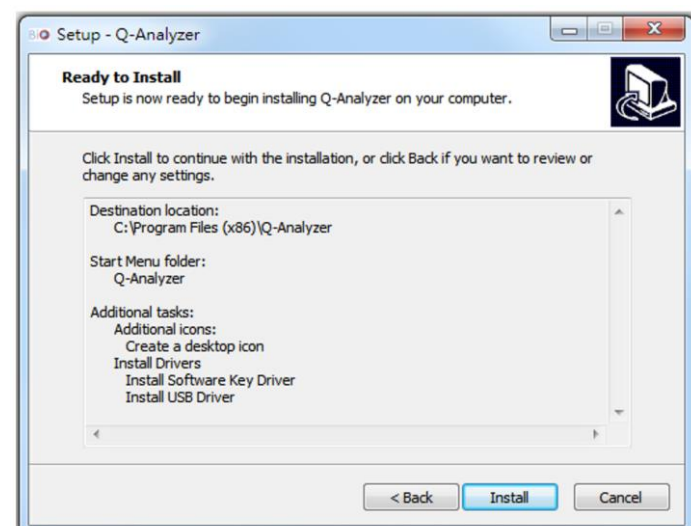 BiQ Setup - Q-Analyzer
Ready to Install
Setup is now ready to begin installing Q-Analyzer on your computer.
Click Install to continue with the installation, or click Back if you want to review or
change any settings.
Destination location:
C:\Program Files (x86)\Q-Analyzer
Start Menu folder:
Q-Analyzer
Additional tasks:
Additional icons:
Create a desktop icon
Install Drivers
Install Software Key Driver
Install USB Driver
< Back Install Cancel